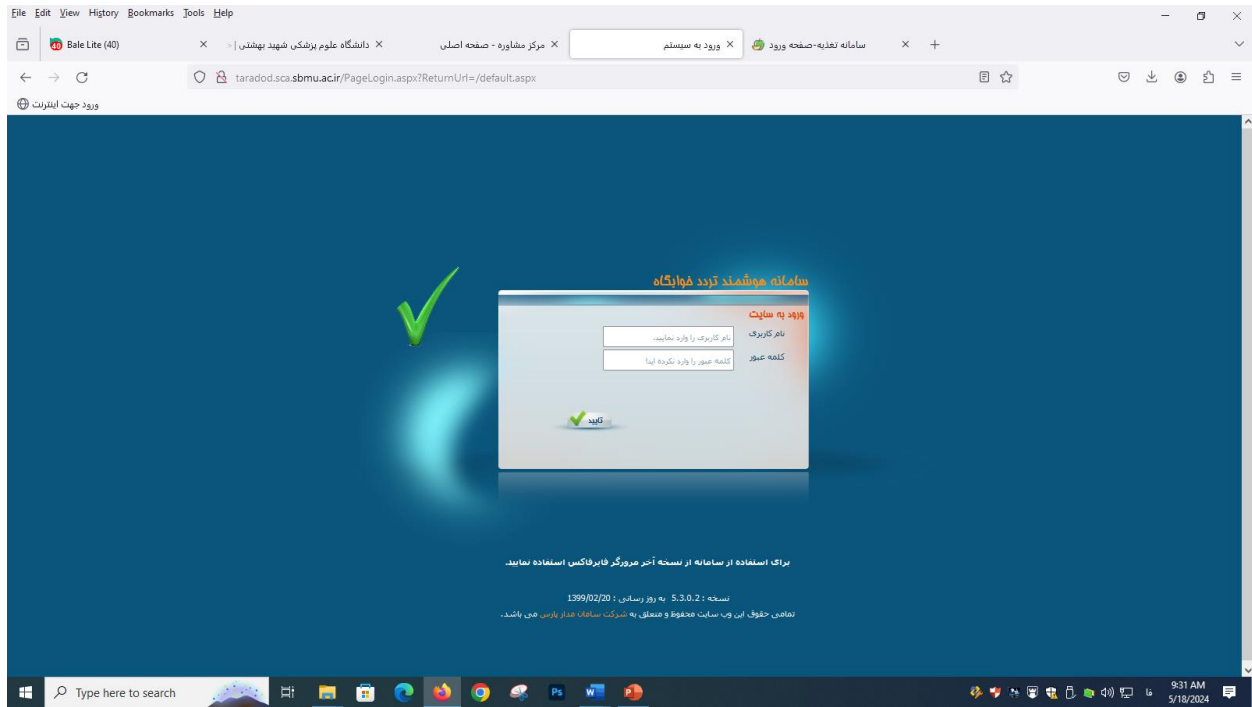 File Edit View History Bookmarks Tools Help
Bale Lite (40)
دانشگاه علوم پزشکی شهید بهشتی | <
مرکز مشاوره - صفحه اصلی
ورود به سیستم
سامانه تغذیه-صفحه ورود
taradod.sca.sbmu.ac.ir/PageLogin.aspx?ReturnUrl=/default.aspx
ورود جهت اینترنت
سامانه هوشمند تردد خوابگاه
ورود به سایت
نام کاربری
نام کاربری را وارد نمایید.
کلمه عبور
کلمه عبور را وارد نکرده اید!
تایید
برای استفاده از سامانه از نسخه آخر مرورگر فایرفاکس استفاده نمایید.
نسخه : 5.3.0.2 به روز رسانی : 1399/02/20
تمامی حقوق این وب سایت محفوظ و متعلق به شرکت سامان مدار پارس می باشد.
Type here to search
Ps
فا
9:31 AM
5/18/2024